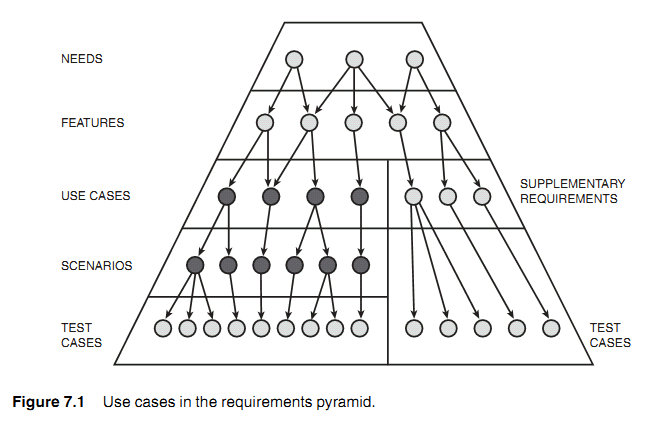 NEEDS
FEATURES
USE CASES
SUPPLEMENTARY
REQUIREMENTS
SCENARIOS
TEST
CASES
TEST
CASES
Figure 7.1 Use cases in the requirements pyramid.